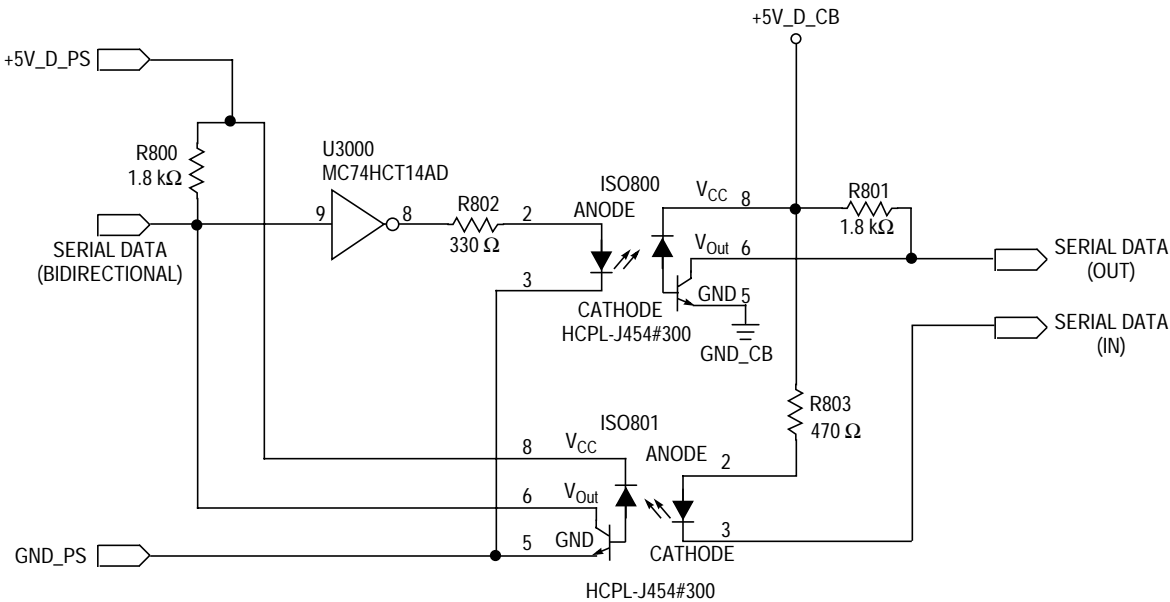 +5V_D_CB
+5V_D_PS
R800
1.8 kΩ
U3000
MC74HCT14AD
9
8
R802
330 Ω
2
ISO800
ANODE
VCC
8
R801
1.8 kΩ
SERIAL DATA
(BIDIRECTIONAL)
VOut
6
SERIAL DATA
(OUT)
3
CATHODE
HCPL-J454#300
GND
5
GND_CB
SERIAL DATA
(IN)
R803
470 Ω
ISO801
8
VCC
ANODE
2
6
VOut
3
GND_PS
5
GND
CATHODE
HCPL-J454#300